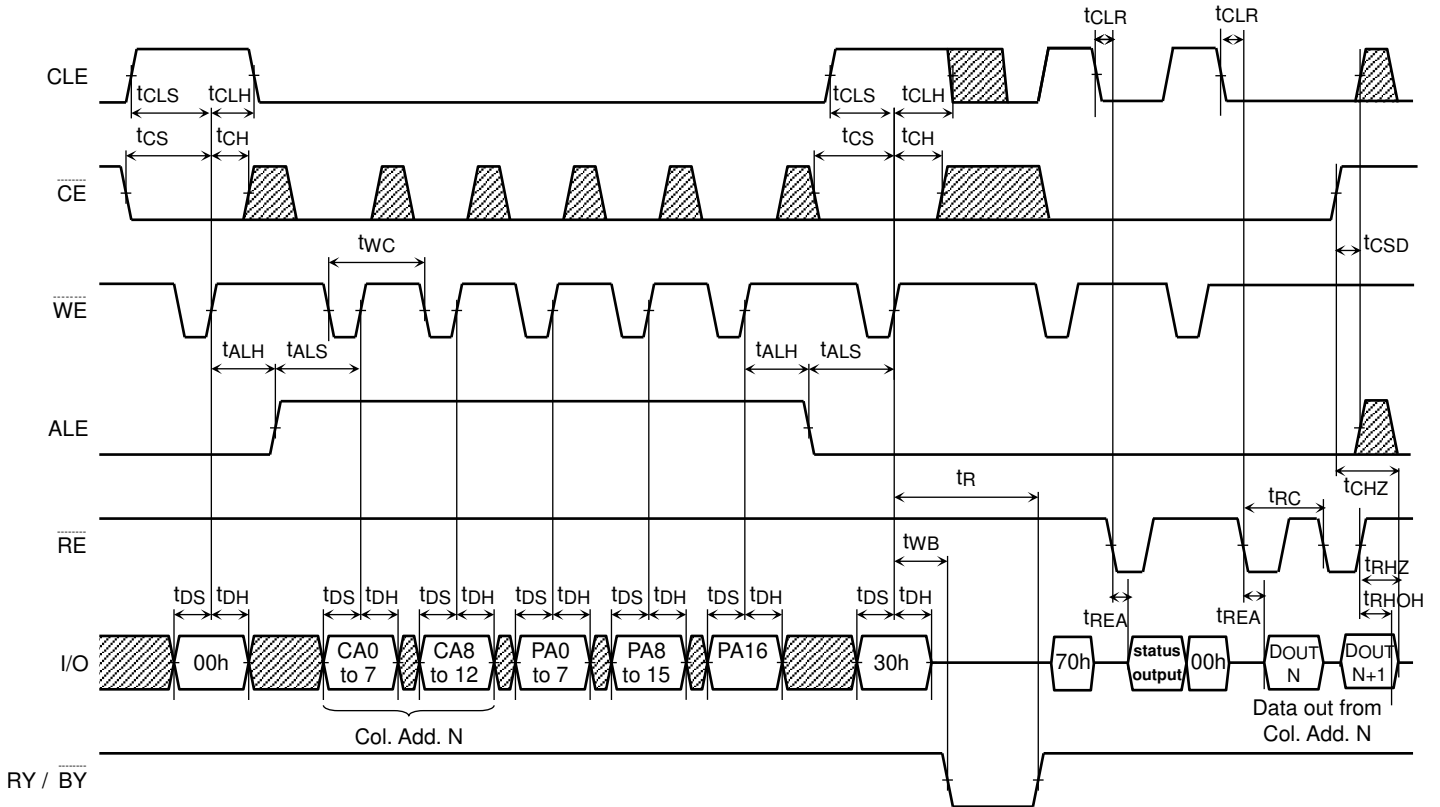 tCLR tCLR
CLE
tCLS tCLH tCLS tCLH
tCS tCH tCS tCH
CE
tWC tCSD
WE
tALH tALS tALH tALS
ALE
tR tCHZ
tRC
RE
tWB
tRHZ
tDS tDH tDS tDH tDS tDH tDS tDH tDS tDH tDS tDH tDS tDH tRHOH
tREA tREA
I/O 00h CA0 to 7 CA8 to 12 PA0 to 7 PA8 to 15 PA16 30h 70h status output 00h DOUT N DOUT N+1
Data out from
Col. Add. N Col. Add. N
RY / BY